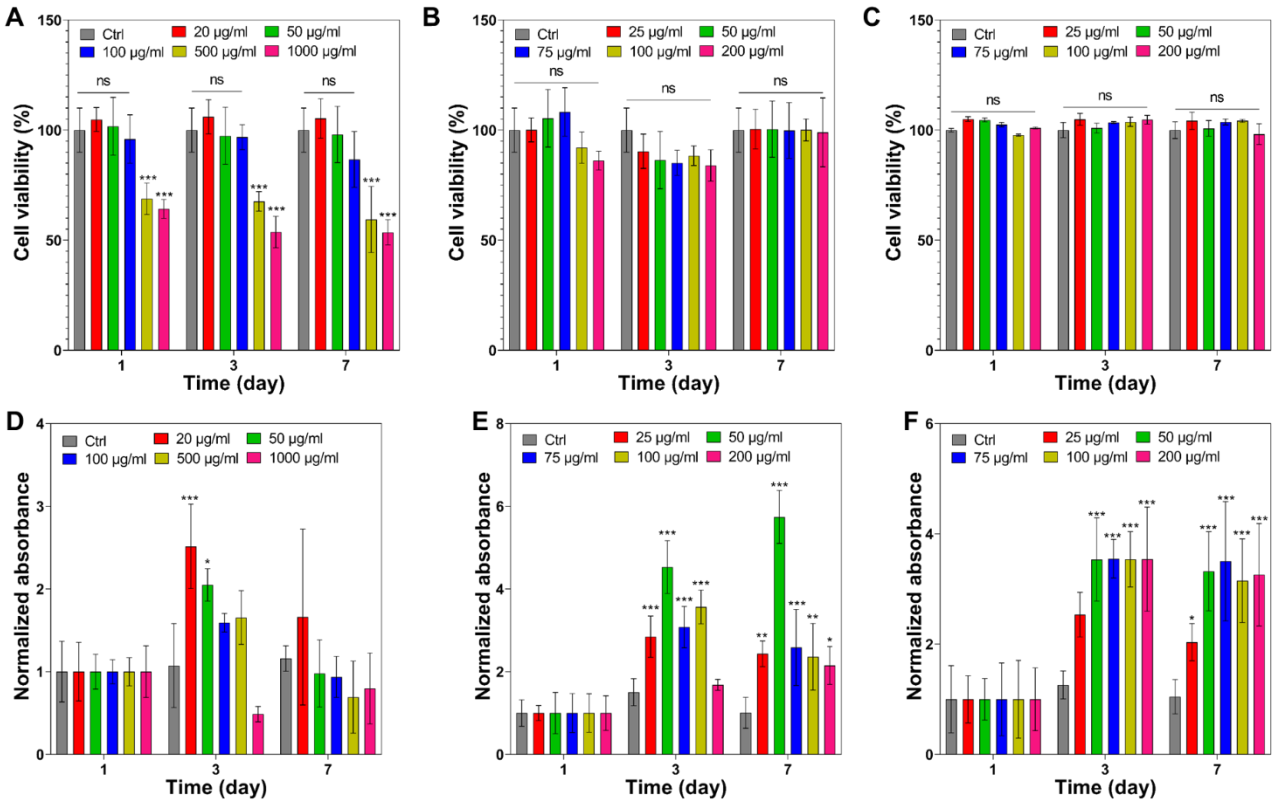 A
B
C
Ctrl 20 µg/ml 50 µg/ml
100 µg/ml 500 µg/ml 1000 µg/ml
Ctrl 25 µg/ml 50 µg/ml
75 µg/ml 100 µg/ml 200 µg/ml
Ctrl 25 µg/ml 50 µg/ml
75 µg/ml 100 µg/ml 200 µg/ml
150
100
50
0
Cell vialbility (%)
ns
ns
ns
***
***
***
***
***
***
1 3 7
Time (day)
150
100
50
0
Cell viability (%)
ns
ns
ns
1 3 7
Time (day)
150
100
50
0
Cell viability (%)
ns
ns
ns
1 3 7
Time (day)
D
E
F
Ctrl 20 µg/ml 50 µg/ml
100 µg/ml 500 µg/ml 1000 µg/ml
Ctrl 25 µg/ml 50 µg/ml
75 µg/ml 100 µg/ml 200 µg/ml
Ctrl 25 µg/ml 50 µg/ml
75 µg/ml 100 µg/ml 200 µg/ml
4
3
2
1
0
Normalized absorbance
***
*
1 3 7
Time (day)
8
6
4
2
0
Normalized absorbance
***
***
***
***
**
***
***
**
*
1 3 7
Time (day)
6
4
2
0
Normalized absorbance
***
***
***
***
*
***
***
***
***
1 3 7
Time (day)